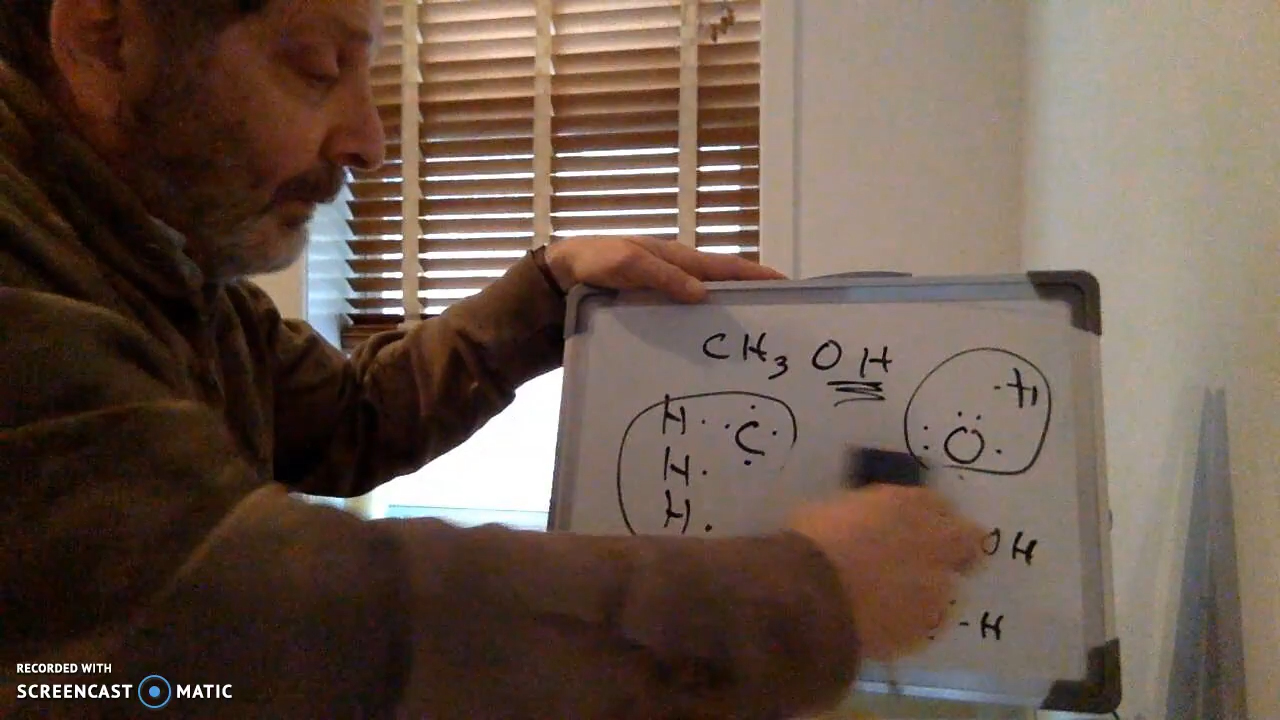 CH3 OH
H· ·C· ·H
H· :O·
H·
OH
-H
RECORDED WITH
SCREENCAST MATIC